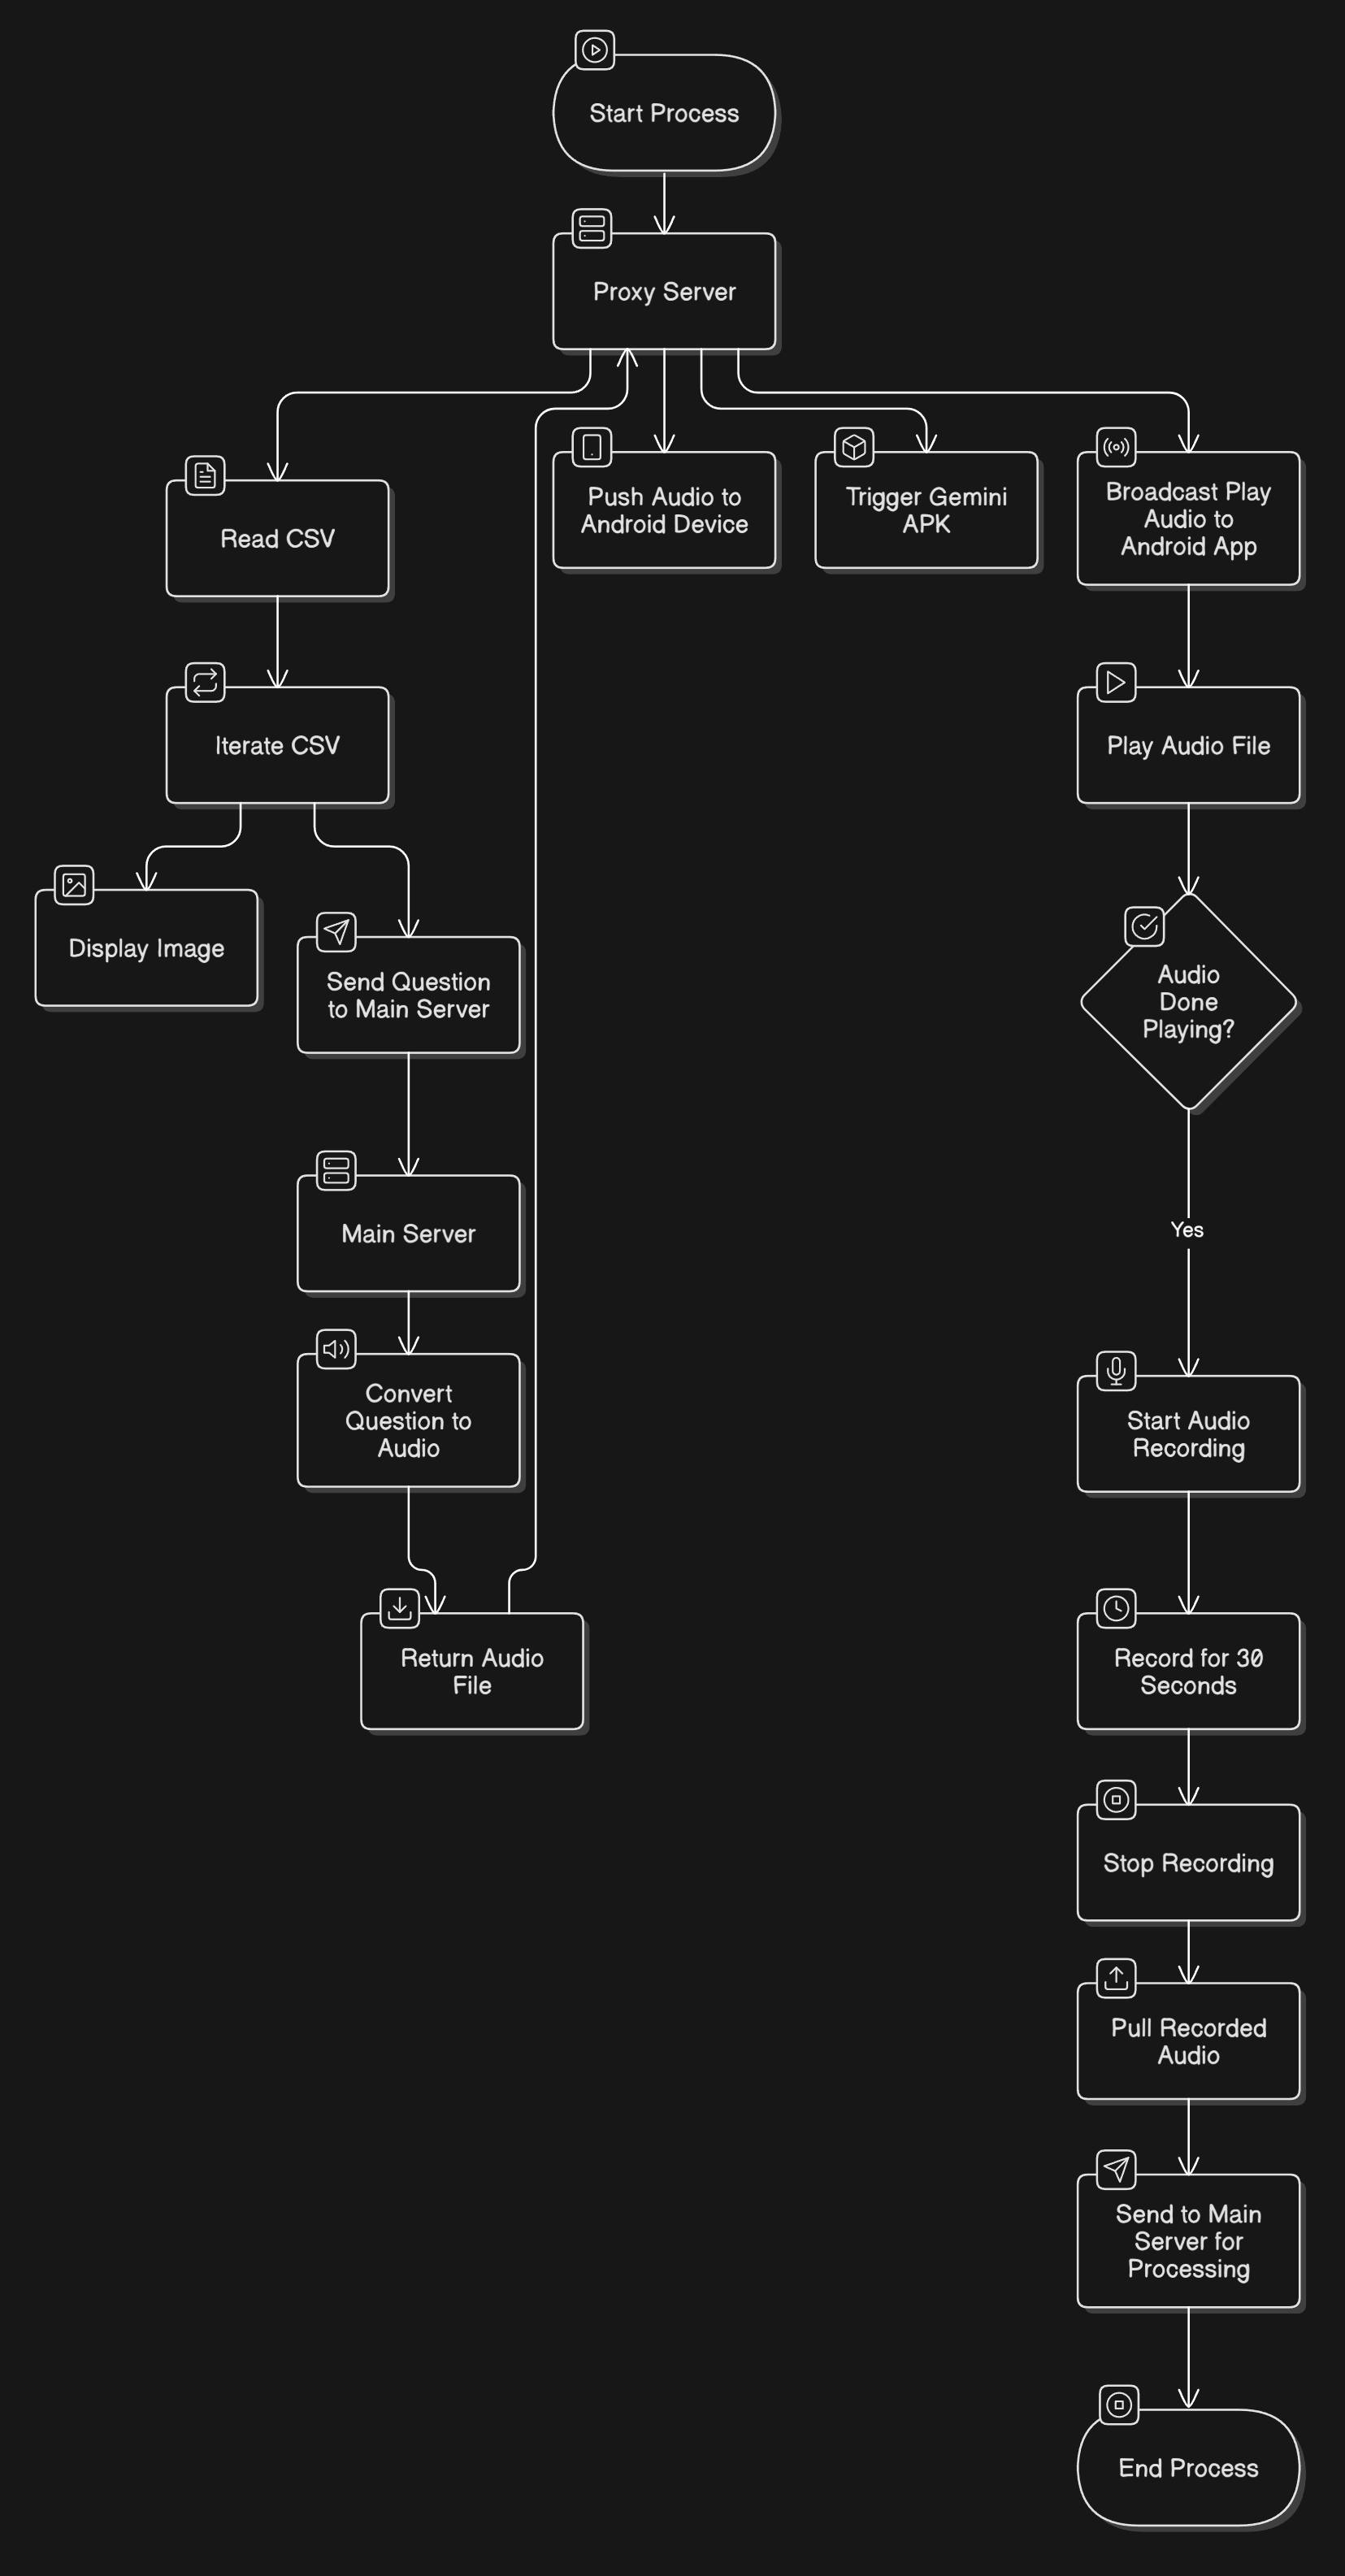 Start Process
Proxy Server
Read CSV
Push Audio to
Android Device
Trigger Gemini
APK
Broadcast Play
Audio to
Android App
Iterate CSV
Play Audio File
Display Image
Send Question
to Main Server
Audio
Done
Playing?
Main Server
Yes
Convert
Question to
Audio
Start Audio
Recording
Return Audio
File
Record for 30
Seconds
Stop Recording
Pull Recorded
Audio
Send to Main
Server for
Processing
End Process